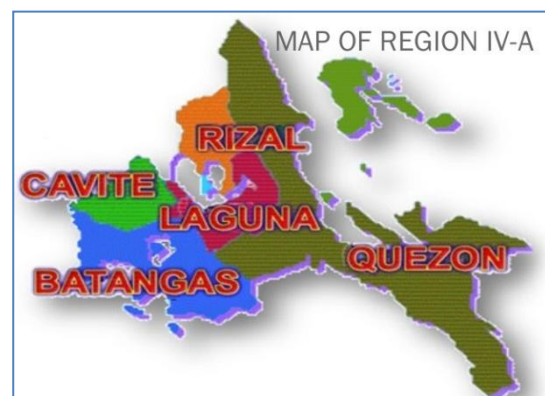 MAP OF REGION IV-A
RIZAL
CAVITE
LAGUNA
QUEZON
BATANGAS